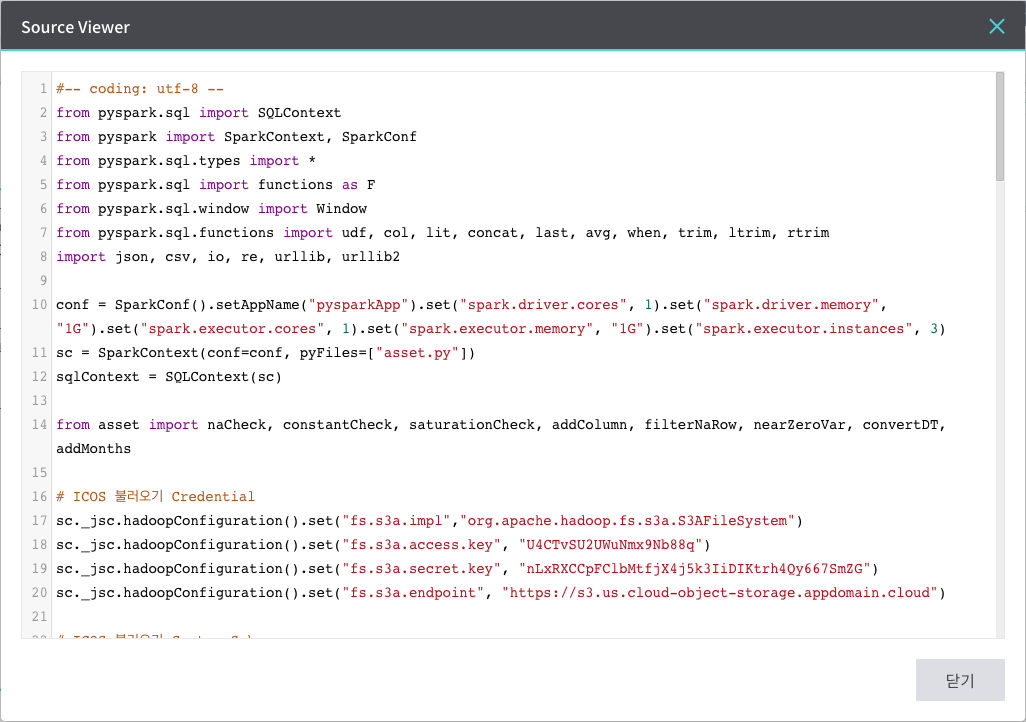 Source Viewer
1 #-- coding: utf-8 --
2 from pyspark.sql import SQLContext
3 from pyspark import SparkContext, SparkConf
4 from pyspark.sql.types import *
5 from pyspark.sql import functions as F
6 from pyspark.sql.window import Window
7 from pyspark.sql.functions import udf, col, lit, concat, last, avg, when, trim, ltrim, rtrim
8 import json, csv, io, re, urllib, urllib2
9
10 conf = SparkConf().setAppName("pysparkApp").set("spark.driver.cores", 1).set("spark.driver.memory",
"1G").set("spark.executor.cores", 1).set("spark.executor.memory", "1G").set("spark.executor.instances", 3)
11 sc = SparkContext(conf=conf, pyFiles=["asset.py"])
12 sqlContext = SQLContext(sc)
13
14 from asset import naCheck, constantCheck, saturationCheck, addColumn, filterNaRow, nearZeroVar, convertDT,
addMonths
15
16 # ICOS 불러오기 Credential
17 sc._jsc.hadoopConfiguration().set("fs.s3a.impl","org.apache.hadoop.fs.s3a.S3AFileSystem")
18 sc._jsc.hadoopConfiguration().set("fs.s3a.access.key", "U4CTvSU2UWuNmx9Nb88q")
19 sc._jsc.hadoopConfiguration().set("fs.s3a.secret.key", "nLxRXCCpFClbMtfjX4j5k3IiDIKtrh4Qy667SmZG")
20 sc._jsc.hadoopConfiguration().set("fs.s3a.endpoint", "https://s3.us.cloud-object-storage.appdomain.cloud")
21
22 # ICOS 불러오기
닫기